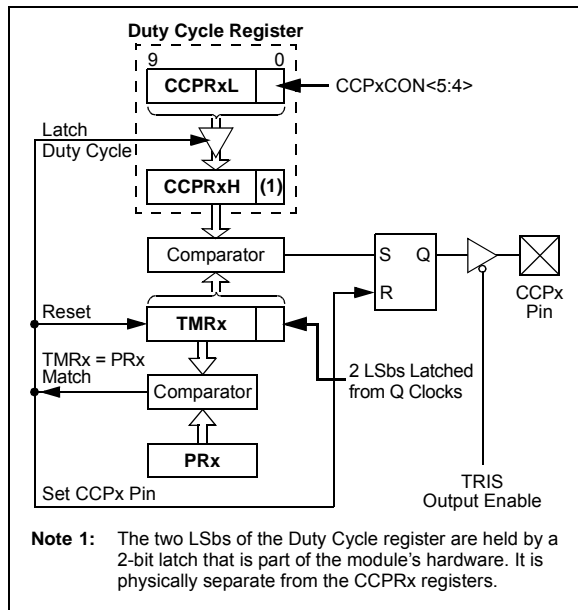 Duty Cycle Register
9 0
CCPRxL
CCPxCON<5:4>
Latch
Duty Cycle
CCPRxH (1)
Comparator
S Q
R
CCPx
Pin
Reset
TMRx
TMRx = PRx
Match
2 LSbs Latched
from Q Clocks
Comparator
PRx
Set CCPx Pin
TRIS
Output Enable
Note 1: The two LSbs of the Duty Cycle register are held by a
2-bit latch that is part of the module's hardware. It is
physically separate from the CCPRx registers.